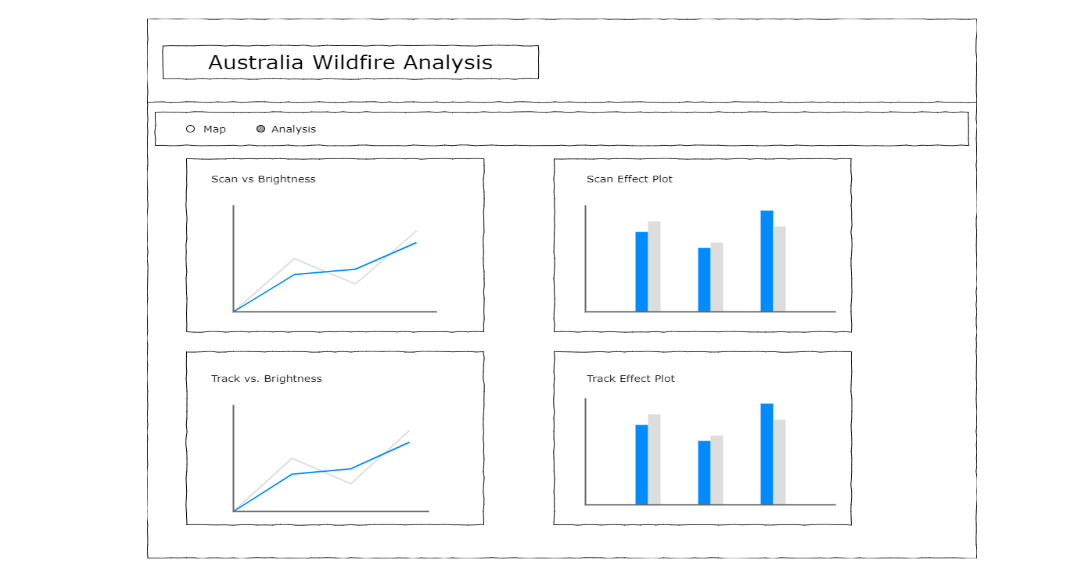 Australia Wildfire Analysis
Map Analysis
Scan vs Brightness
Scan Effect Plot
Track vs. Brightness
Track Effect Plot